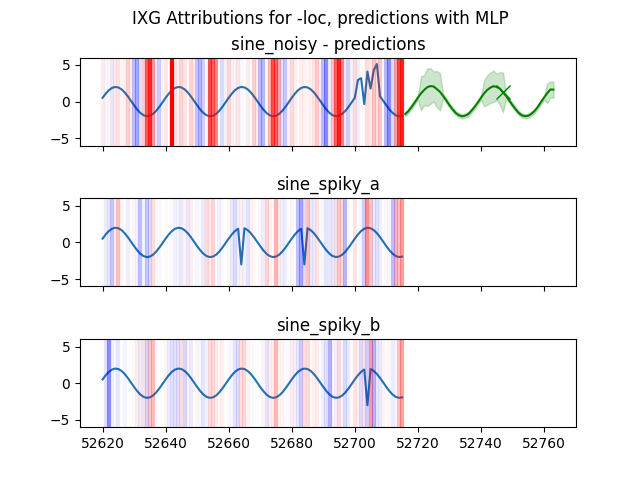 IXG Attributions for -loc, predictions with MLP
sine_noisy - predictions
5
0
−5
sine_spiky_a
5
0
−5
sine_spiky_b
5
0
−5
52620 52640 52660 52680 52700 52720 52740 52760